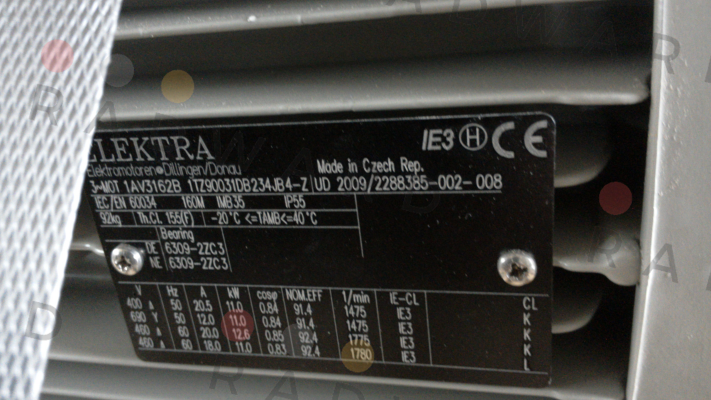 ELEKTRA
IE3 H CE
Elektromotoren Dillingen/Donau
Made in Czech Rep.
3~MOT 1AV3162B 1TZ90031DB234JB4-Z UD 2009/2288385-002-008
IEC/EN 60034 160M IMB35 IP55
92kg Th.Cl. 155(F) -20°C <=TAMB<=40°C
Bearing
DE 6309-2ZC3
NE 6309-2ZC3
V Hz A kW cosφ NOM.EFF 1/min IE-CL CL
400 Δ 50 20.5 11.0 0.84 91.4 1475 IE3 K
690 Y 50 12.0 11.0 0.84 91.4 1475 IE3 K
460 Δ 60 20.0 12.6 0.85 92.4 1775 IE3 K
460 Δ 60 18.0 11.0 0.83 92.4 1780 IE3 L